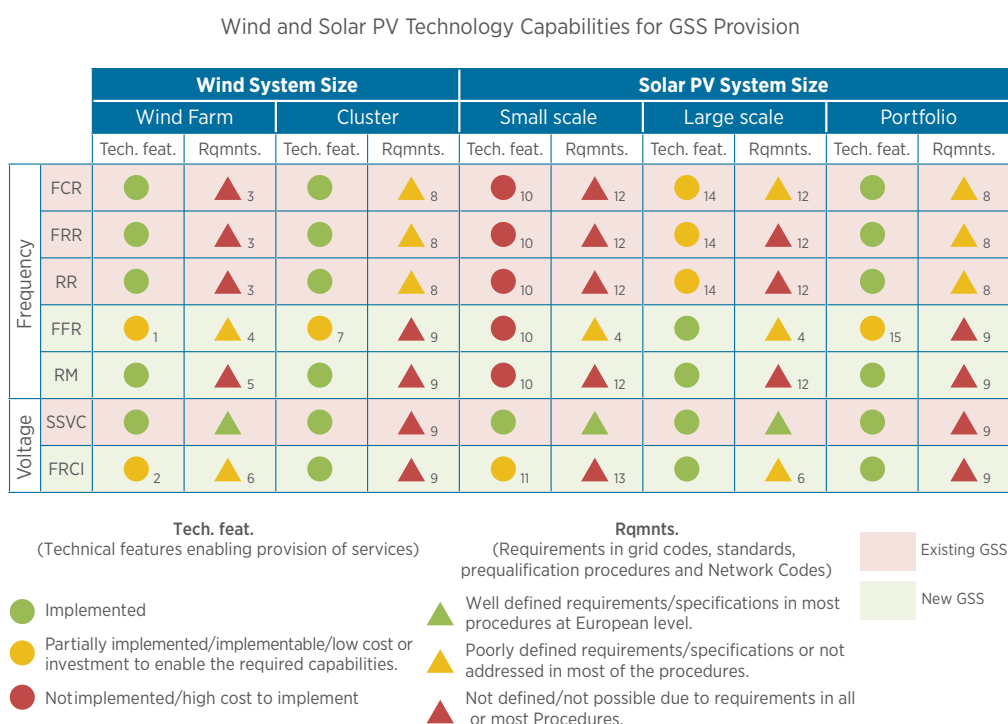 Wind and Solar PV Technology Capabilities for GSS Provision
Wind System Size Solar PV System Size
Wind Farm Cluster Small scale Large scale Portfolio
Tech. feat. Rqmnts. Tech. feat. Rqmnts. Tech. feat. Rqmnts. Tech. feat. Rqmnts. Tech. feat. Rqmnts.
Frequency
FCR 3 8 10 12 14 12 8
FRR 3 8 10 12 14 12 8
RR 3 8 10 12 14 12 8
FFR 1 4 7 9 10 4 4 15 9
RM 5 9 10 12 12 9
Voltage
SSVC 9 9
FRCI 2 6 9 11 13 6 9
Tech. feat.
(Technical features enabling provision of services)
Implemented
Partially implemented/implementable/low cost or
investment to enable the required capabilities.
Notimplemented/high cost to implement
Rqmnts.
(Requirements in grid codes, standards,
prequalification procedures and Network Codes)
Well defined requirements/specifications in most
procedures at European level.
Poorly defined requirements/specifications or not
addressed in most of the procedures.
Not defined/not possible due to requirements in all
or most Procedures.
Existing GSS
New GSS